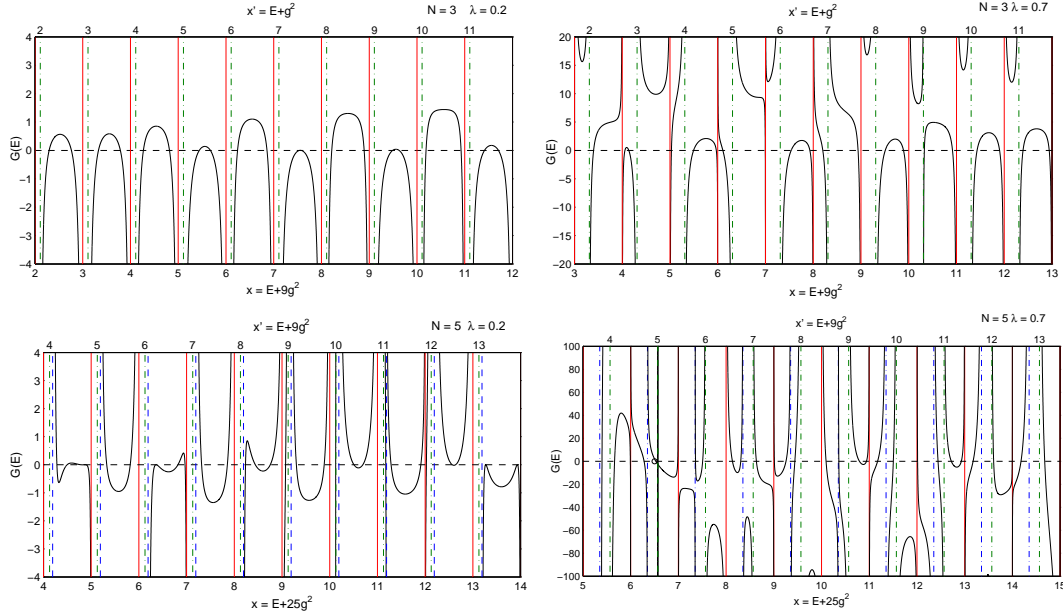 x' = E+g²
N = 3 λ = 0.2
2 3 4 5 6 7 8 9 10 11
G(E)
4
3
2
1
0
−1
−2
−3
−4
2 3 4 5 6 7 8 9 10 11 12
x = E+9g²
x' = E+g²
N = 3 λ = 0.7
2 3 4 5 6 7 8 9 10 11
G(E)
20
15
10
5
0
−5
−10
−15
−20
3 4 5 6 7 8 9 10 11 12 13
x = E+9g²
x' = E+9g²
N = 5 λ = 0.2
4 5 6 7 8 9 10 11 12 13
G(E)
4
3
2
1
0
−1
−2
−3
−4
4 5 6 7 8 9 10 11 12 13 14
x = E+25g²
x' = E+9g²
N = 5 λ = 0.7
4 5 6 7 8 9 10 11 12 13
G(E)
100
80
60
40
20
0
−20
−40
−60
−80
−100
5 6 7 8 9 10 11 12 13 14 15
x = E+25g²